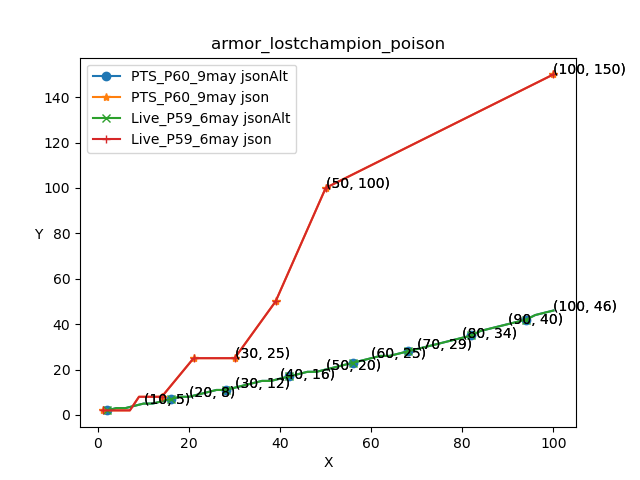 armor_lostchampion_poison
PTS_P60_9may jsonAlt
PTS_P60_9may json
Live_P59_6may jsonAlt
Live_P59_6may json
(100, 150)
(50, 100)
(30, 25)
(100, 46)
(90, 40)
(80, 34)
(70, 29)
(60, 25)
(50, 20)
(40, 16)
(30, 12)
(20, 8)
(10, 5)
140
120
100
80
60
40
20
0
Y
0 20 40 60 80 100
X